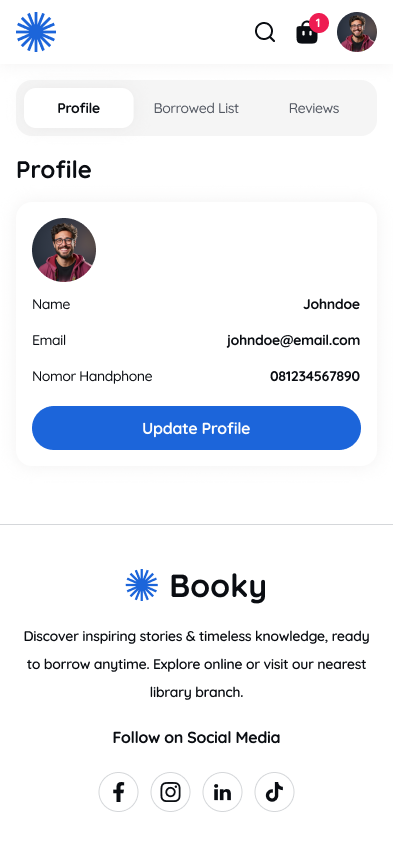 1
Profile Borrowed List Reviews
Profile
Name Johndoe
Email johndoe@email.com
Nomor Handphone 081234567890
Update Profile
Booky
Discover inspiring stories & timeless knowledge, ready
to borrow anytime. Explore online or visit our nearest
library branch.
Follow on Social Media